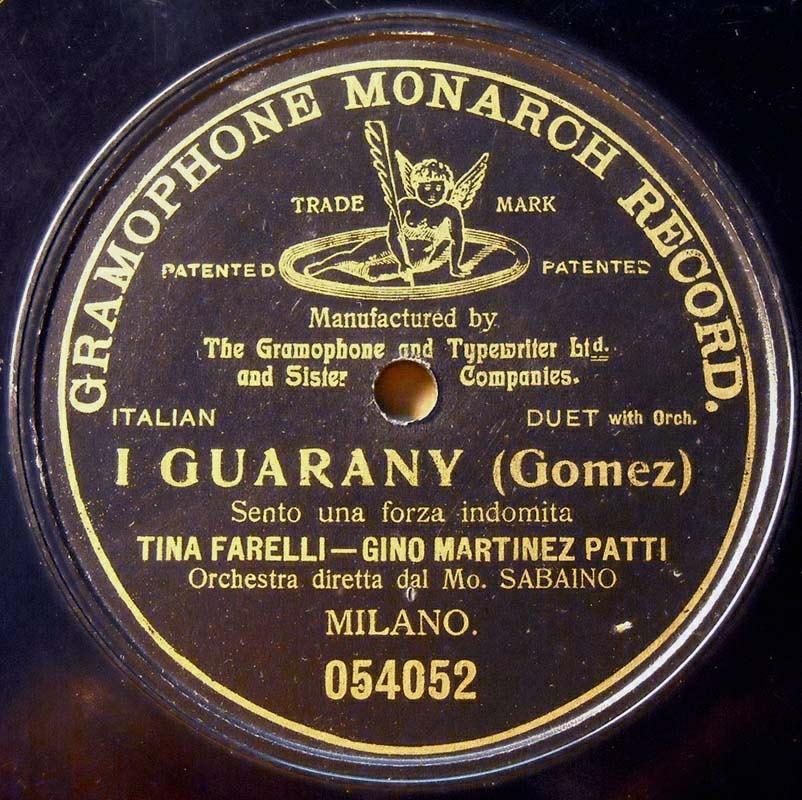 GRAMOPHONE MONARCH RECORD.
TRADE MARK
PATENTED PATENTED
Manufactured by
The Gramophone and Typewriter Ltd.
and Sister Companies.
ITALIAN DUET with Orch.
I GUARANY (Gomez)
Sento una forza indomita
TINA FARELLI—GINO MARTINEZ PATTI
Orchestra diretta dal Mo. SABAINO
MILANO.
054052